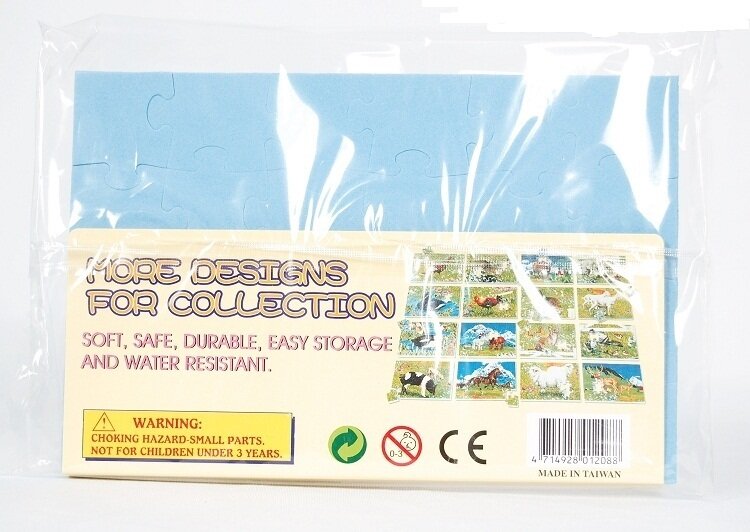 MORE DESIGNS
FOR COLLECTION
SOFT, SAFE, DURABLE, EASY STORAGE
AND WATER RESISTANT.
WARNING:
CHOKING HAZARD-SMALL PARTS.
NOT FOR CHILDREN UNDER 3 YEARS.
0-3
CE
4 714928 012088
MADE IN TAIWAN